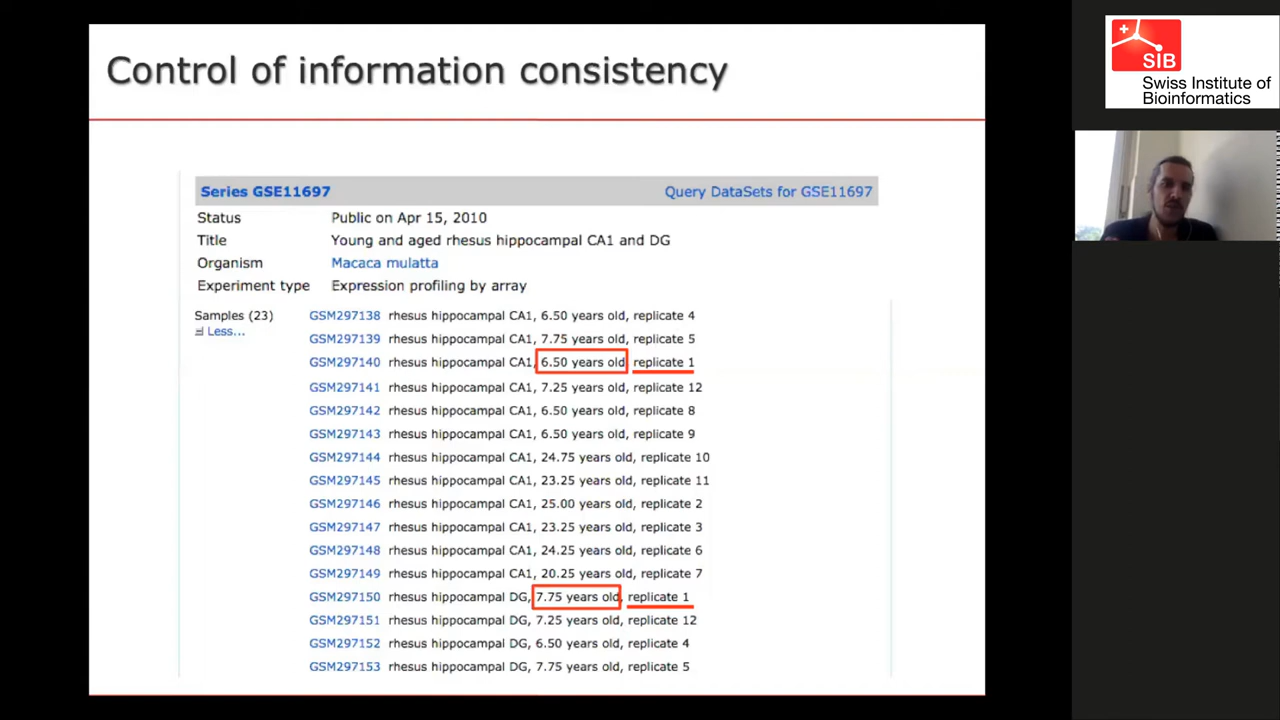 Control of information consistency
SIB
Swiss Institute of
Bioinformatics
Series GSE11697 Query DataSets for GSE11697
Status Public on Apr 15, 2010
Title Young and aged rhesus hippocampal CA1 and DG
Organism Macaca mulatta
Experiment type Expression profiling by array
Samples (23) GSM297138 rhesus hippocampal CA1, 6.50 years old, replicate 4
Less... GSM297139 rhesus hippocampal CA1, 7.75 years old, replicate 5
GSM297140 rhesus hippocampal CA1, 6.50 years old, replicate 1
GSM297141 rhesus hippocampal CA1, 7.25 years old, replicate 12
GSM297142 rhesus hippocampal CA1, 6.50 years old, replicate 8
GSM297143 rhesus hippocampal CA1, 6.50 years old, replicate 9
GSM297144 rhesus hippocampal CA1, 24.75 years old, replicate 10
GSM297145 rhesus hippocampal CA1, 23.25 years old, replicate 11
GSM297146 rhesus hippocampal CA1, 25.00 years old, replicate 2
GSM297147 rhesus hippocampal CA1, 23.25 years old, replicate 3
GSM297148 rhesus hippocampal CA1, 24.25 years old, replicate 6
GSM297149 rhesus hippocampal CA1, 20.25 years old, replicate 7
GSM297150 rhesus hippocampal DG, 7.75 years old, replicate 1
GSM297151 rhesus hippocampal DG, 7.25 years old, replicate 12
GSM297152 rhesus hippocampal DG, 6.50 years old, replicate 4
GSM297153 rhesus hippocampal DG, 7.75 years old, replicate 5